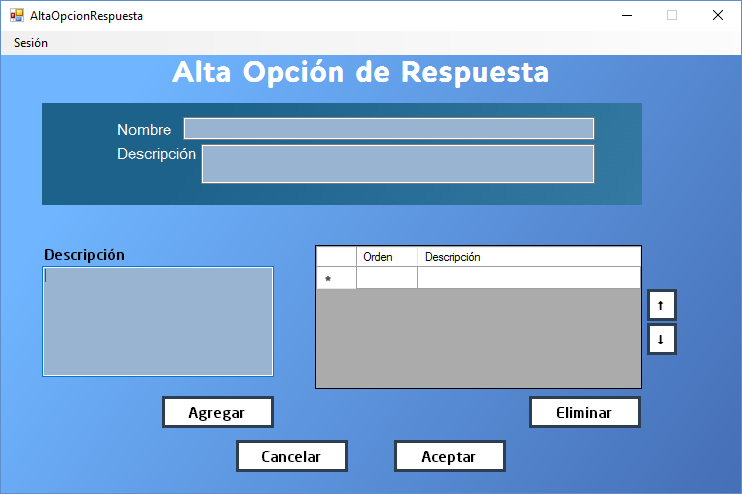 AltaOpcionRespuesta
Sesión
Alta Opción de Respuesta
Nombre
Descripción
Descripción
Orden Descripción
*
↑
↓
Agregar
Eliminar
Cancelar
Aceptar